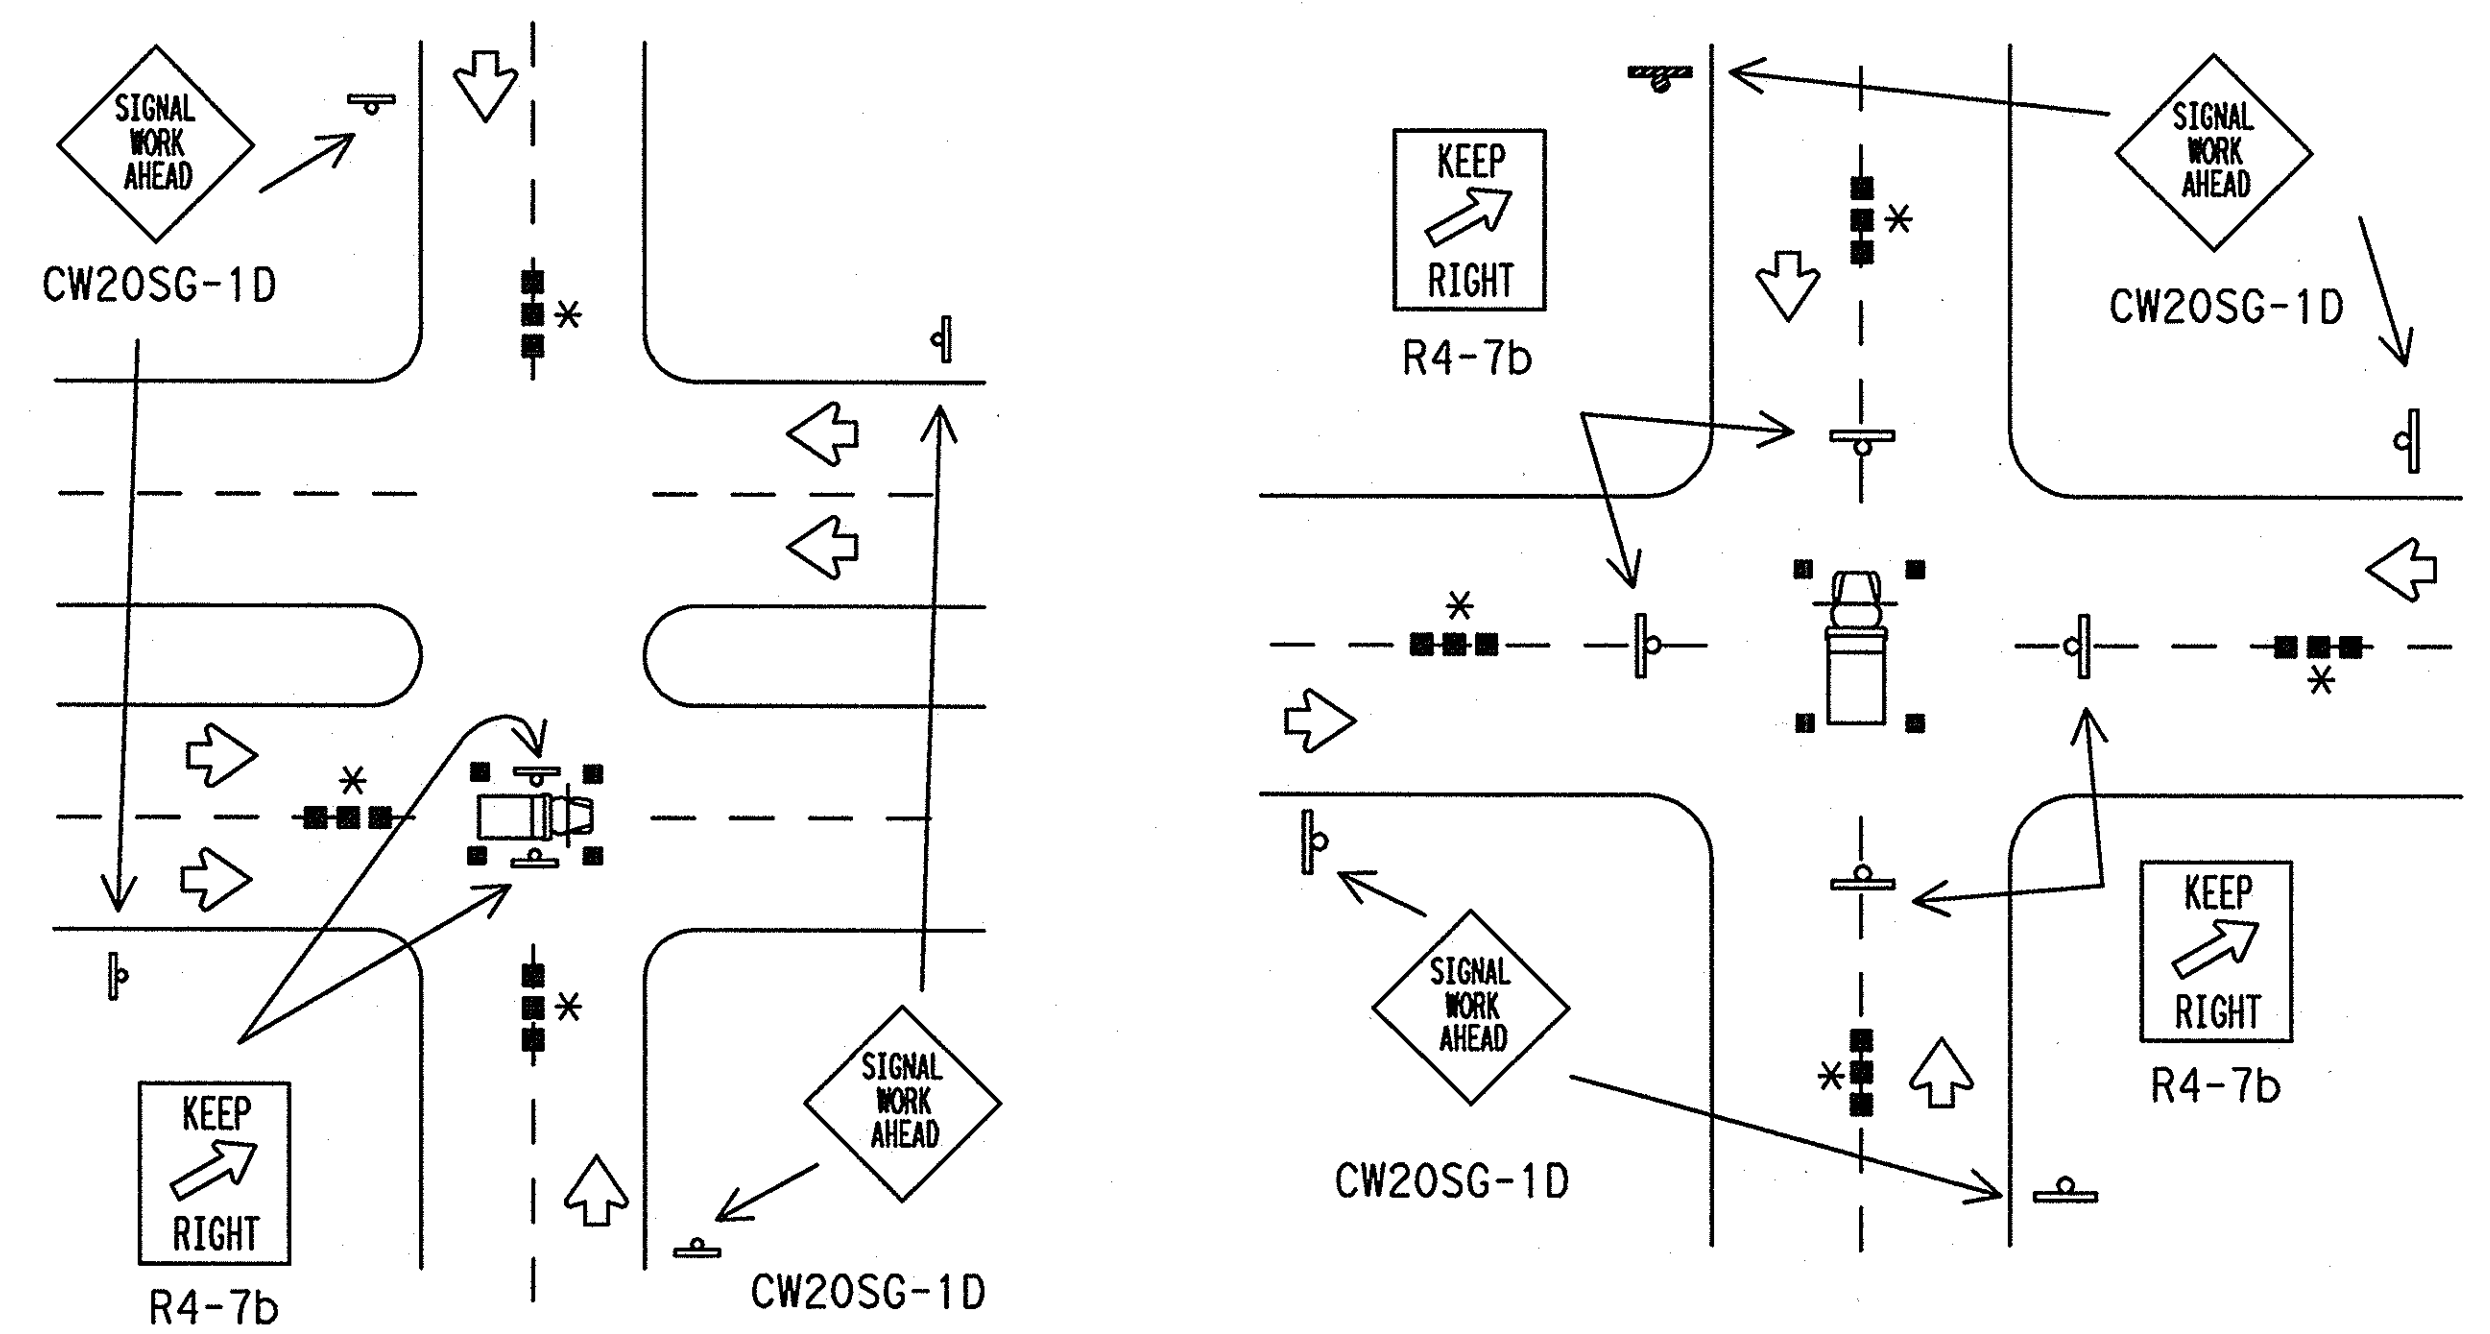 SIGNAL
WORK
AHEAD
CW20SG-1D
*
*
*
KEEP
RIGHT
R4-7b
SIGNAL
WORK
AHEAD
CW20SG-1D
KEEP
RIGHT
R4-7b
*
SIGNAL
WORK
AHEAD
CW20SG-1D
*
*
SIGNAL
WORK
AHEAD
CW20SG-1D
*
KEEP
RIGHT
R4-7b